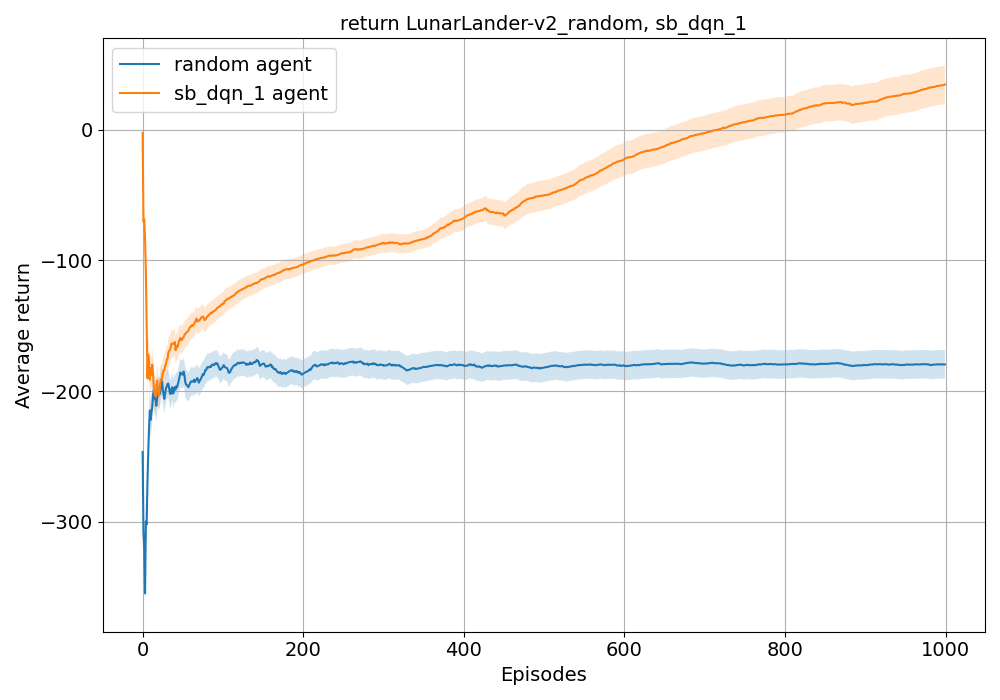 return LunarLander-v2_random, sb_dqn_1
random agent
sb_dqn_1 agent
0
−100
−200
−300
Average return
0
200
400
600
800
1000
Episodes